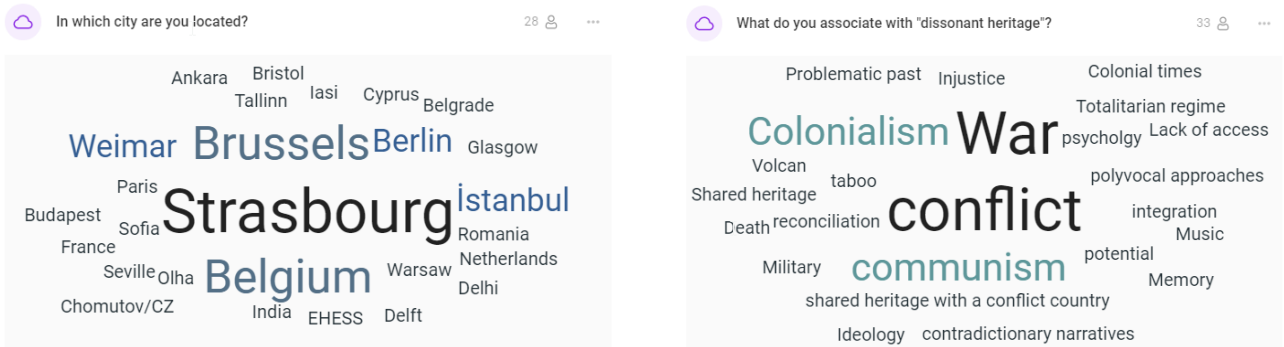 In which city are you located?
28
Ankara Bristol
Tallinn Iasi Cyprus Belgrade
Weimar Brussels Berlin Glasgow
Paris
Strasbourg İstanbul
Budapest Sofia
France Romania
Netherlands
Seville Olha Belgium Warsaw
Delhi
Chomutov/CZ India EHESS Delft
What do you associate with "dissonant heritage"?
33
Problematic past Injustice Colonial times
Totalitarian regime
Colonialism War psycholgy Lack of access
Volcan
taboo polyvocal approaches
Shared heritage
Death reconciliation conflict integration
Music
Military communism potential
Memory
shared heritage with a conflict country
Ideology contradictionary narratives